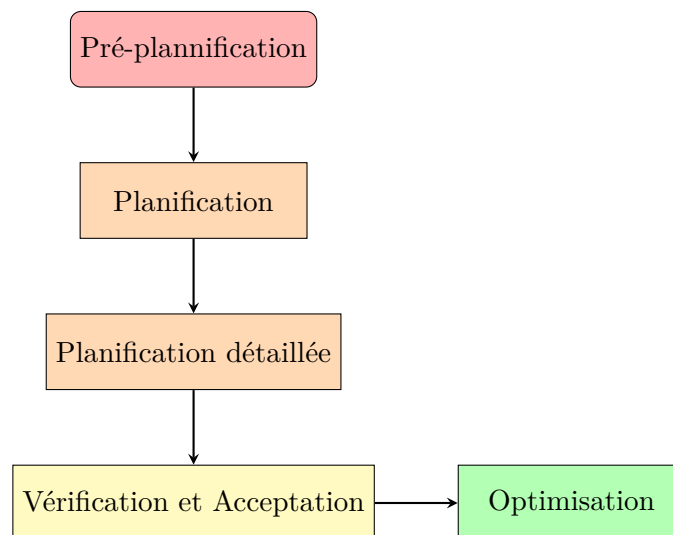 Pré-plannification
Planification
Planification détaillée
Vérification et Acceptation
Optimisation